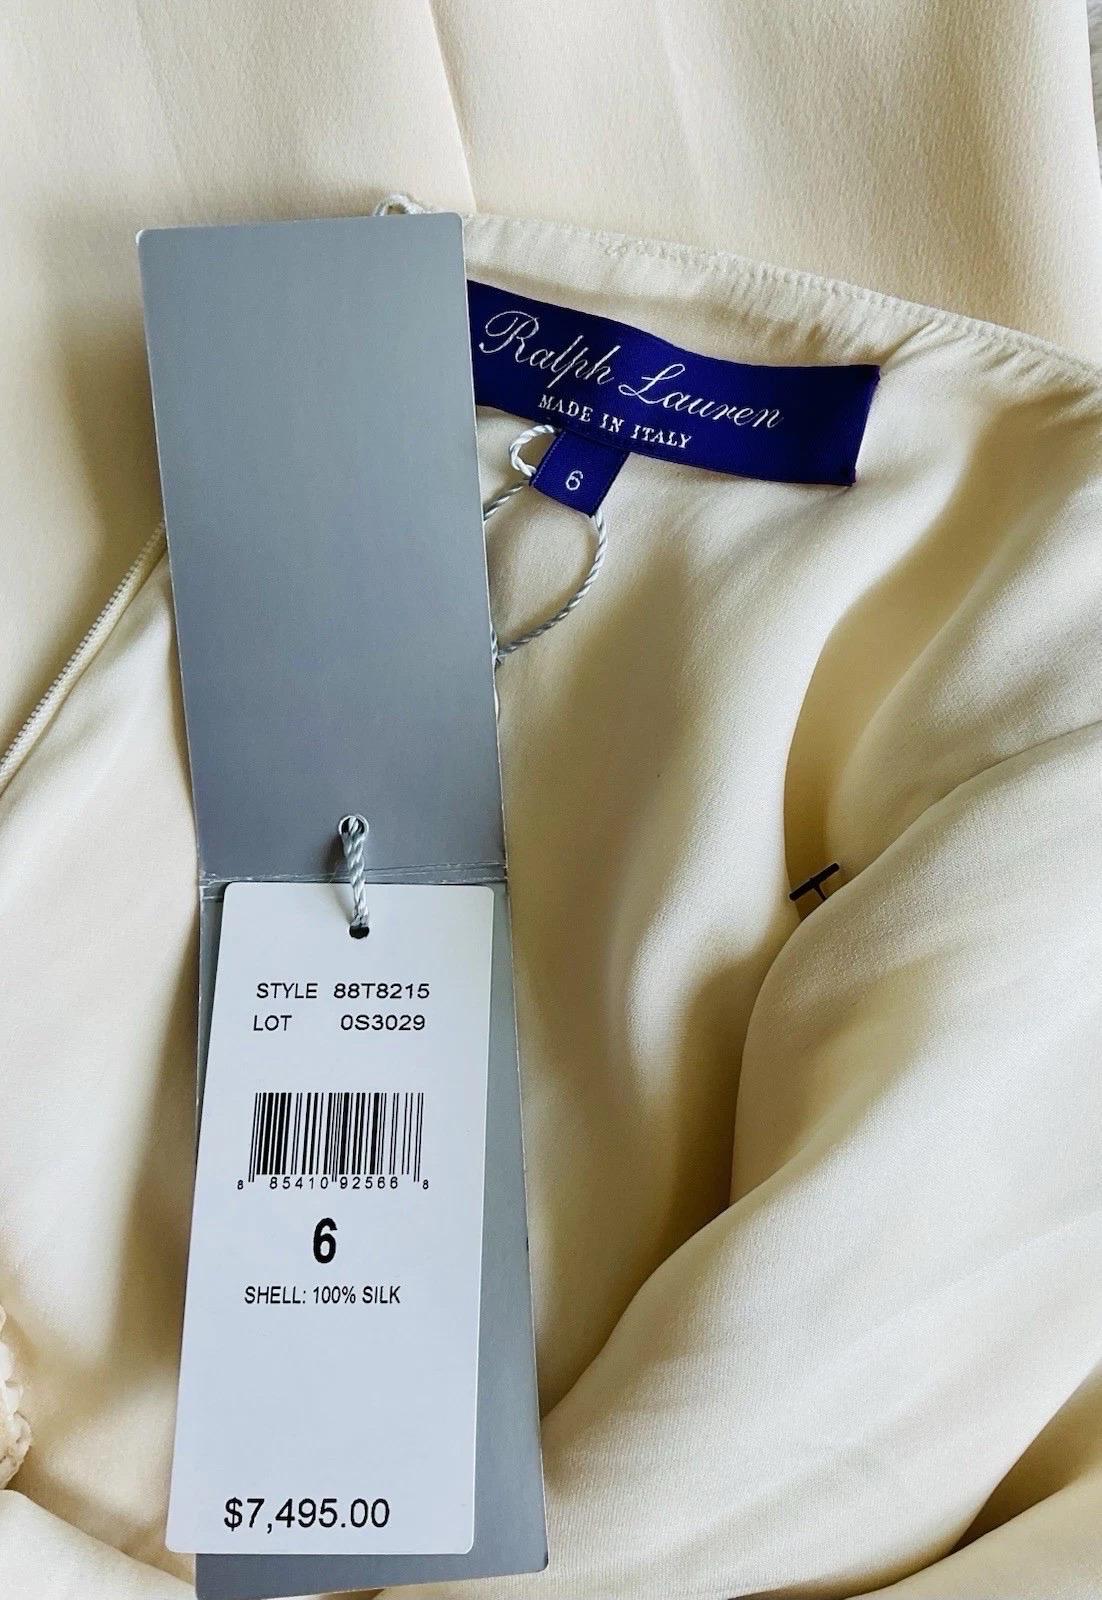 Ralph Lauren
MADE IN ITALY
6
STYLE 88T8215
LOT 0S3029
8 85410 92566 8
6
SHELL: 100% SILK
$7,495.00